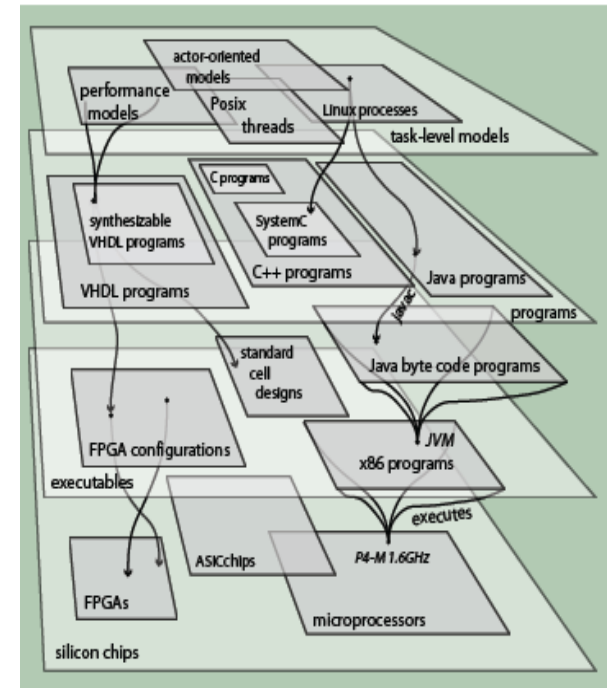 actor-oriented
models
performance
models
Posix
threads
Linux processes
task-level models
C programs
synthesizable
VHDL programs
SystemC
programs
C++ programs
Java programs
VHDL programs
programs
javac
standard
cell
designs
Java byte code programs
JVM
FPGA configurations
x86 programs
executables
executes
ASICchips
P4-M 1.6GHz
FPGAs
microprocessors
silicon chips